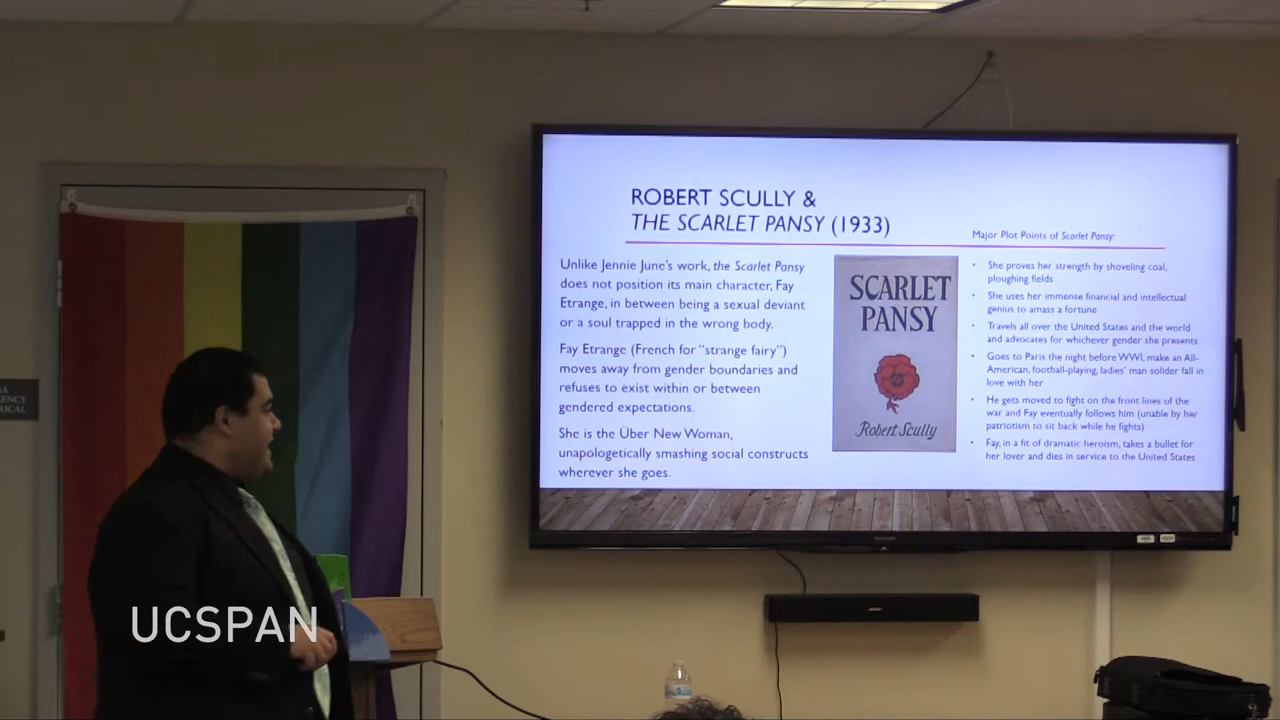 ROBERT SCULLY &
THE SCARLET PANSY (1933)
Unlike Jennie June's work, the Scarlet Pansy
does not position its main character, Fay
Etrange, in between being a sexual deviant
or a soul trapped in the wrong body.
Fay Etrange (French for "strange fairy")
moves away from gender boundaries and
refuses to exist within or between
gendered expectations.
She is the Über New Woman,
unapologetically smashing social constructs
wherever she goes.
SCARLET
PANSY
Robert Scully
Major Plot Points of Scarlet Pansy:
• She proves her strength by shoveling coal,
ploughing fields
• She uses her immense financial and intellectual
genius to amass a fortune
• Travels all over the United States and the world
and advocates for whichever gender she presents
• Goes to Paris the night before WWI, make an All-
American, football-playing, ladies' man solider fall in
love with her
• He gets moved to fight on the front lines of the
war and Fay eventually follows him (unable by her
patriotism to sit back while he fights)
• Fay, in a fit of dramatic heroism, takes a bullet for
her lover and dies in service to the United States
BOSE
UCSPAN